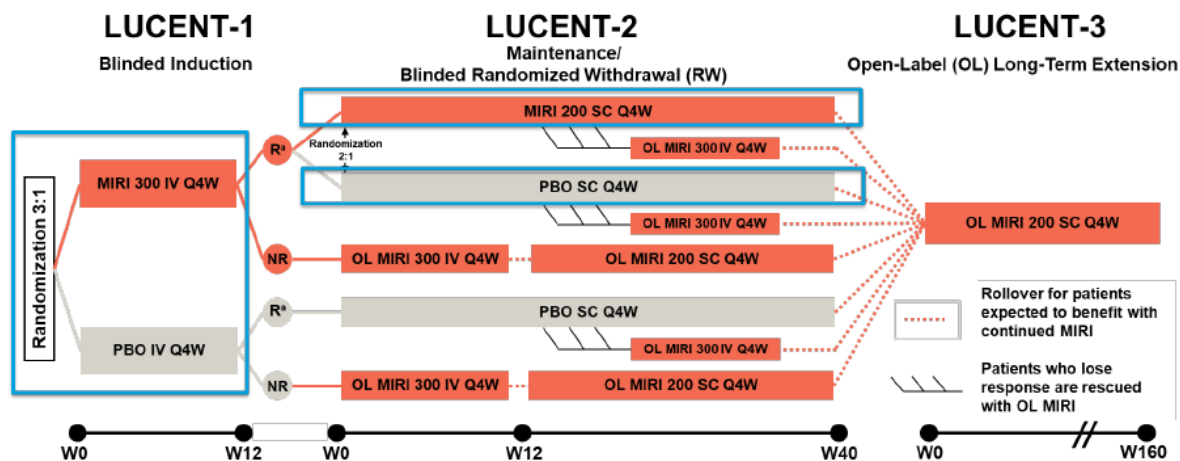 LUCENT-1
Blinded Induction
LUCENT-2
Maintenance/
Blinded Randomized Withdrawal (RW)
LUCENT-3
Open-Label (OL) Long-Term Extension
Randomization 3:1
MIRI 300 IV Q4W
PBO IV Q4W
Rᵃ
NR
Rᵃ
NR
Randomization
2:1
MIRI 200 SC Q4W
OL MIRI 300 IV Q4W
PBO SC Q4W
OL MIRI 300 IV Q4W
OL MIRI 300 IV Q4W
OL MIRI 200 SC Q4W
PBO SC Q4W
OL MIRI 300 IV Q4W
OL MIRI 300 IV Q4W
OL MIRI 200 SC Q4W
OL MIRI 200 SC Q4W
Rollover for patients
expected to benefit with
continued MIRI
Patients who lose
response are rescued
with OL MIRI
W0
W12
W0
W12
W40
W0
W160